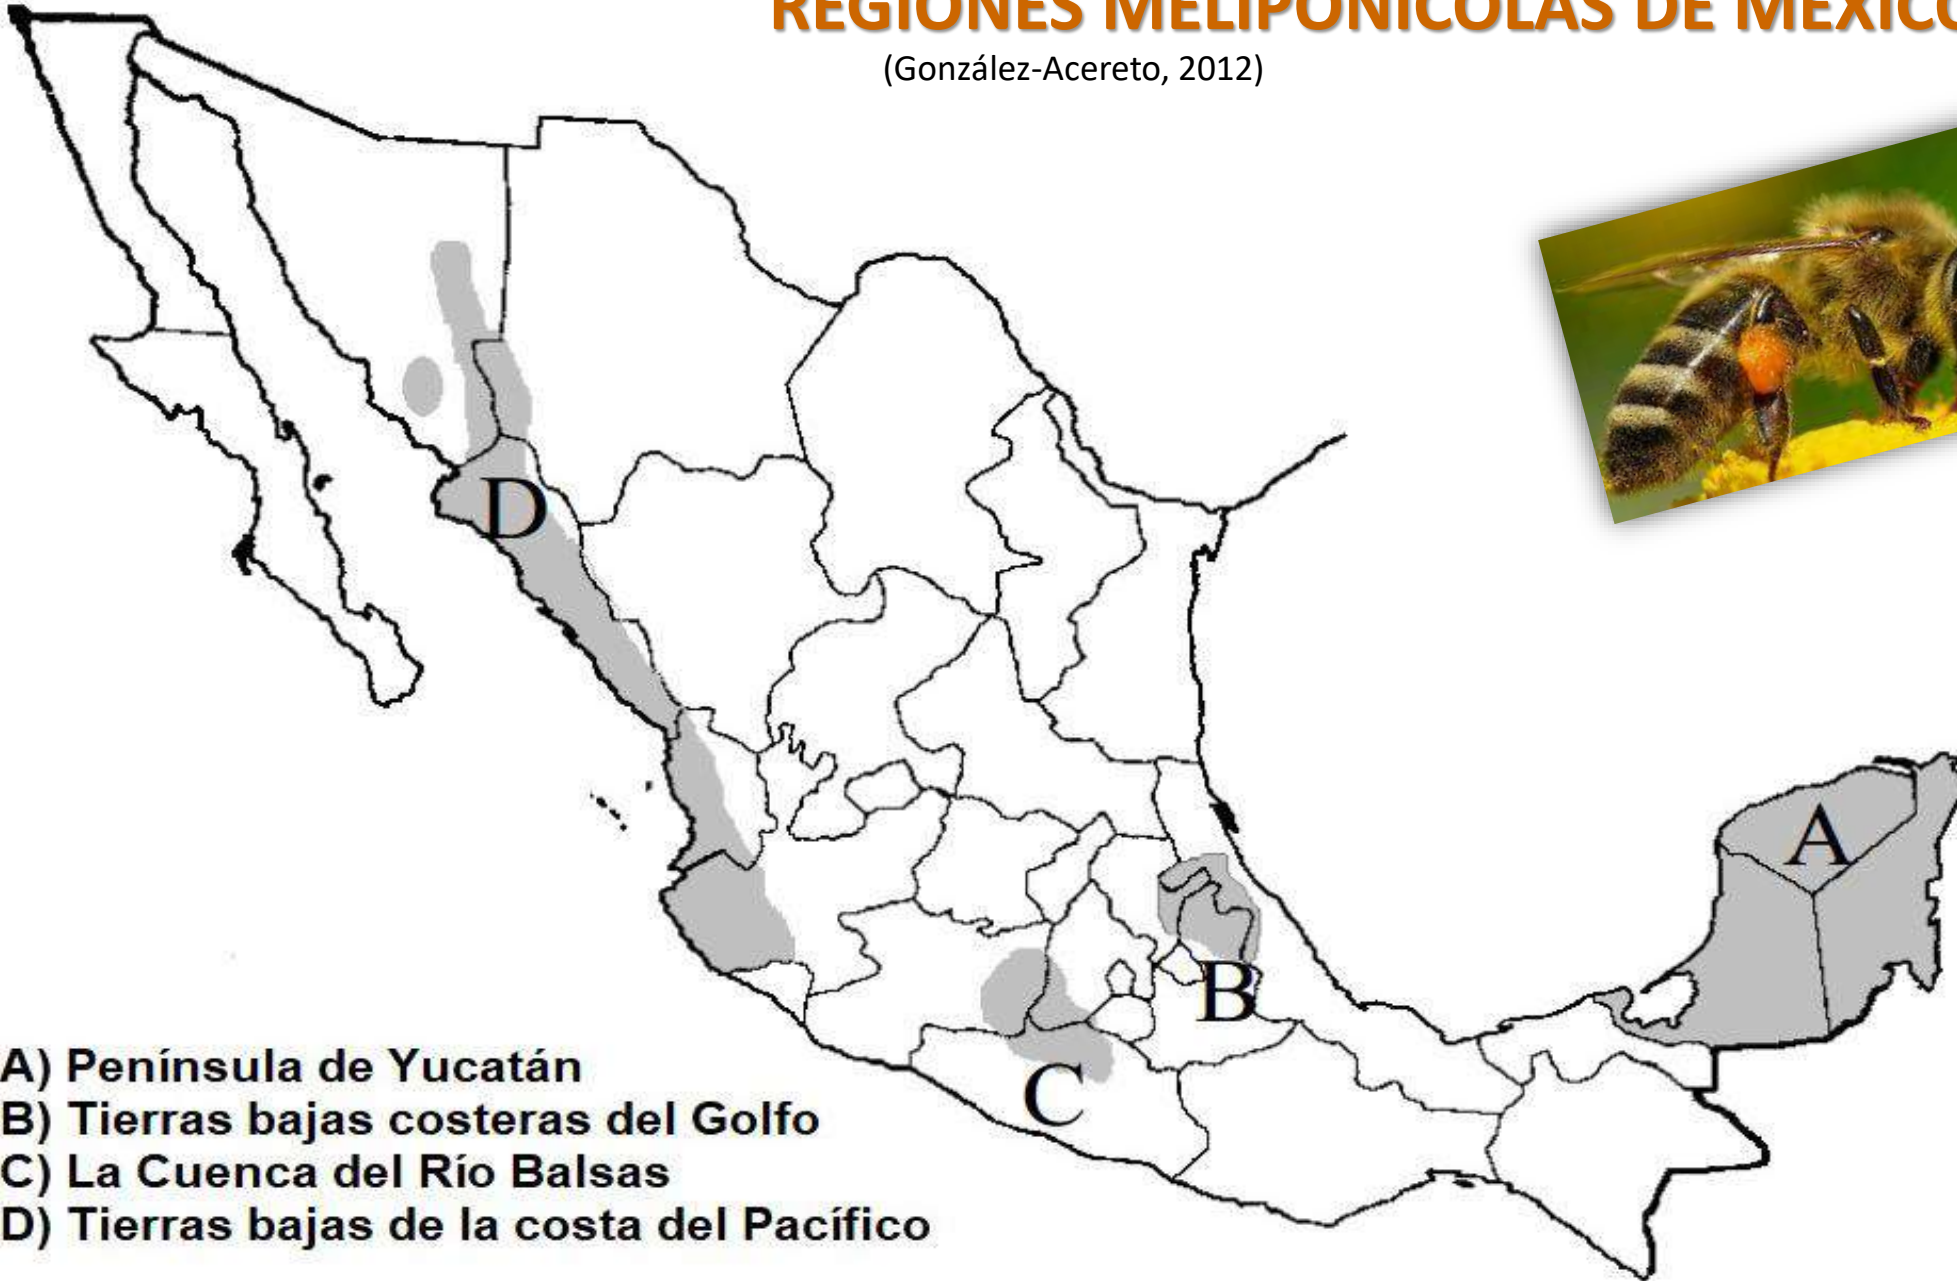 REGIONES MELIPONÍCOLAS DE MÉXICO
(González-Acereto, 2012)
D
A
B
C
A) Península de Yucatán
B) Tierras bajas costeras del Golfo
C) La Cuenca del Río Balsas
D) Tierras bajas de la costa del Pacífico